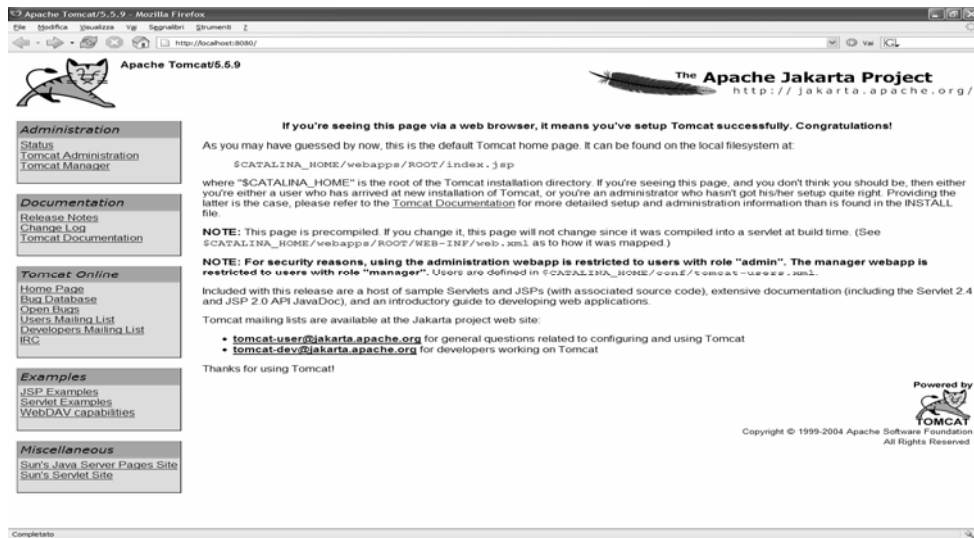 Apache Tomcat/5.5.9 - Mozilla Firefox
File Modifica Visualizza Vai Segnalibri Strumenti ?
http://localhost:8080/
Vai
Apache Tomcat/5.5.9
The Apache Jakarta Project
http://jakarta.apache.org/
Administration
Status
Tomcat Administration
Tomcat Manager
Documentation
Release Notes
Change Log
Tomcat Documentation
Tomcat Online
Home Page
Bug Database
Open Bugs
Users Mailing List
Developers Mailing List
IRC
Examples
JSP Examples
Servlet Examples
WebDAV capabilities
Miscellaneous
Sun's Java Server Pages Site
Sun's Servlet Site
If you're seeing this page via a web browser, it means you've setup Tomcat successfully. Congratulations!
As you may have guessed by now, this is the default Tomcat home page. It can be found on the local filesystem at:
$CATALINA_HOME/webapps/ROOT/index.jsp
where "$CATALINA_HOME" is the root of the Tomcat installation directory. If you're seeing this page, and you don't think you should be, then either
you're either a user who has arrived at new installation of Tomcat, or you're an administrator who hasn't got his/her setup quite right. Providing the
latter is the case, please refer to the Tomcat Documentation for more detailed setup and administration information than is found in the INSTALL
file.
NOTE: This page is precompiled. If you change it, this page will not change since it was compiled into a servlet at build time. (See
$CATALINA_HOME/webapps/ROOT/WEB-INF/web.xml as to how it was mapped.)
NOTE: For security reasons, using the administration webapp is restricted to users with role "admin". The manager webapp is
restricted to users with role "manager". Users are defined in $CATALINA_HOME/conf/tomcat-users.xml.
Included with this release are a host of sample Servlets and JSPs (with associated source code), extensive documentation (including the Servlet 2.4
and JSP 2.0 API JavaDoc), and an introductory guide to developing web applications.
Tomcat mailing lists are available at the Jakarta project web site:
• tomcat-user@jakarta.apache.org for general questions related to configuring and using Tomcat
• tomcat-dev@jakarta.apache.org for developers working on Tomcat
Thanks for using Tomcat!
Powered by
TOMCAT
Copyright © 1999-2004 Apache Software Foundation
All Rights Reserved
Completato